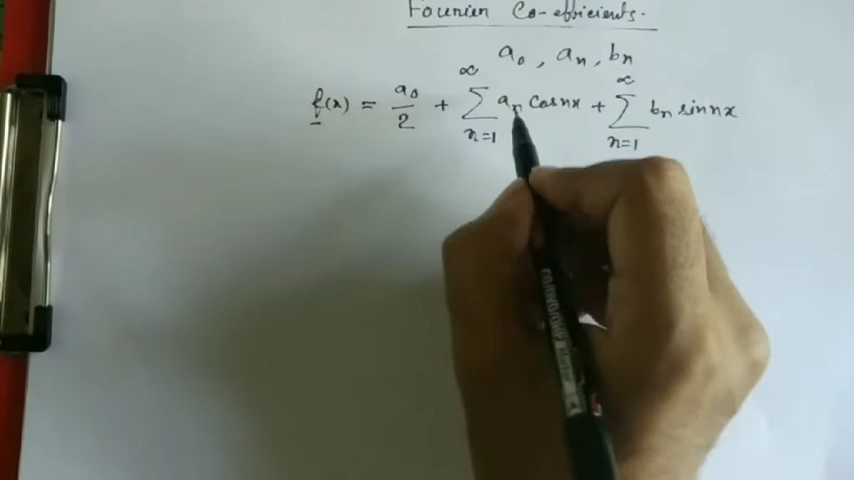 Fourier Co-efficients.
a₀, aₙ, bₙ
f(x) = a₀/2 + ∑_{n=1}^{∞} aₙ cosnx + ∑_{n=1}^{∞} bₙ sinnx